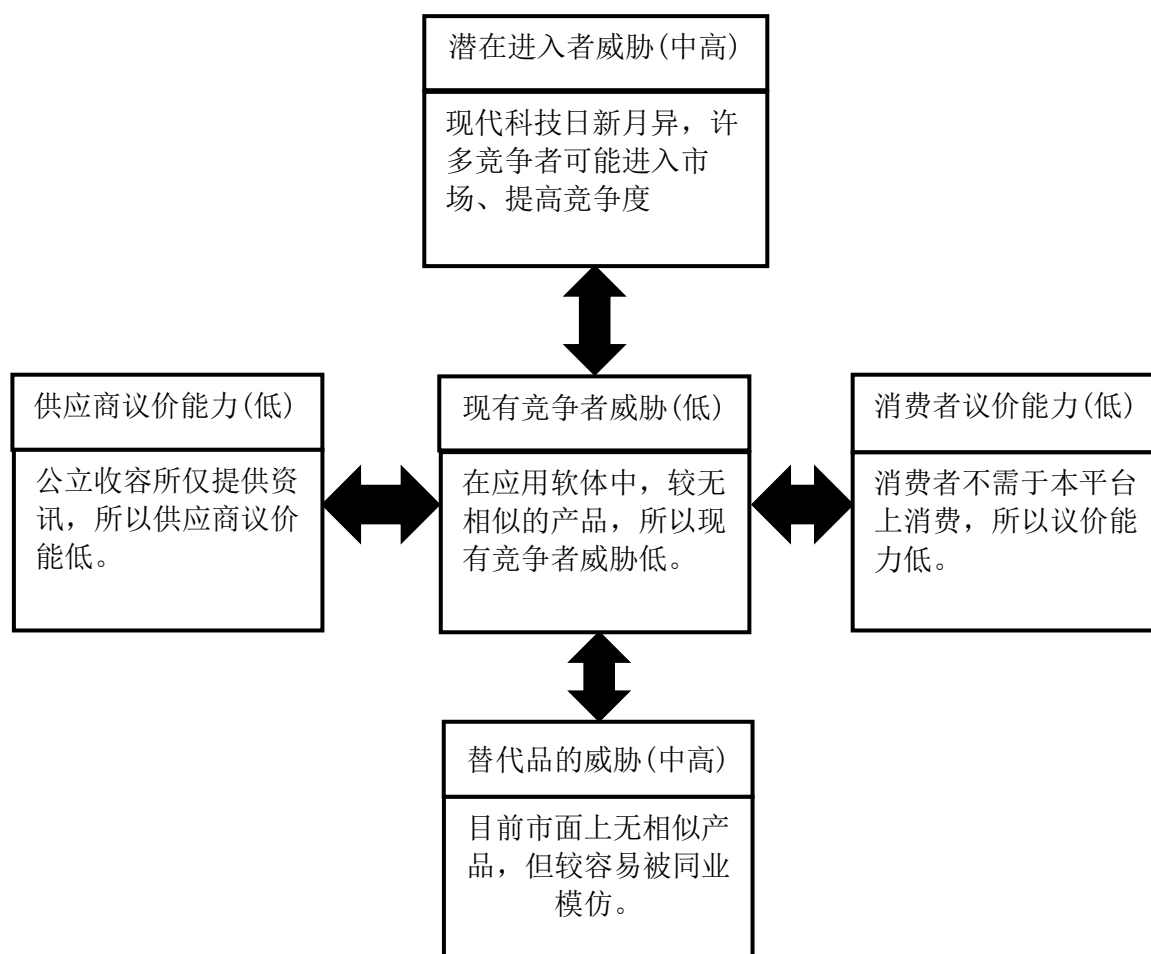 潜在进入者威胁(中高)
现代科技日新月异，许
多竞争者可能进入市
场、提高竞争度
供应商议价能力(低)
公立收容所仅提供资
讯，所以供应商议价
能低。
现有竞争者威胁(低)
在应用软体中，较无
相似的产品，所以现
有竞争者威胁低。
消费者议价能力(低)
消费者不需于本平台
上消费，所以议价能
力低。
替代品的威胁(中高)
目前市面上无相似产
品，但较容易被同业
模仿。